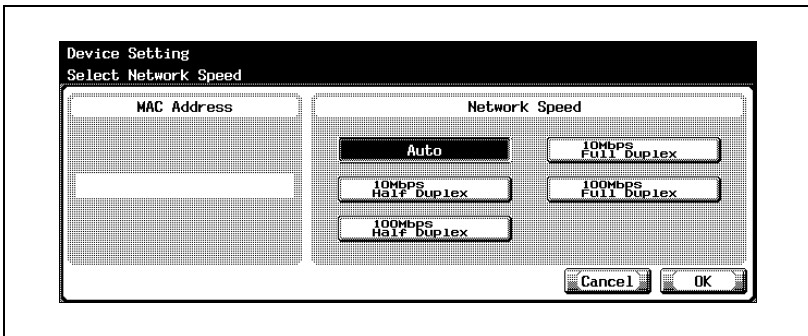 Device Setting
Select Network Speed
MAC Address
Network Speed
Auto
10Mbps
Full Duplex
10Mbps
Half Duplex
100Mbps
Full Duplex
100Mbps
Half Duplex
Cancel
OK